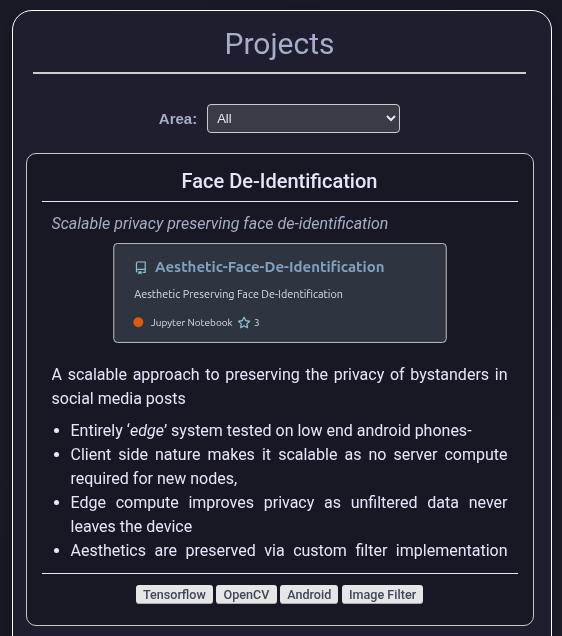 Projects
Area: All
Face De-Identification
Scalable privacy preserving face de-identification
Aesthetic-Face-De-Identification
Aesthetic Preserving Face De-Identification
Jupyter Notebook 3
A scalable approach to preserving the privacy of bystanders in
social media posts
• Entirely ‘edge’ system tested on low end android phones-
• Client side nature makes it scalable as no server compute
required for new nodes,
• Edge compute improves privacy as unfiltered data never
leaves the device
• Aesthetics are preserved via custom filter implementation
Tensorflow OpenCV Android Image Filter